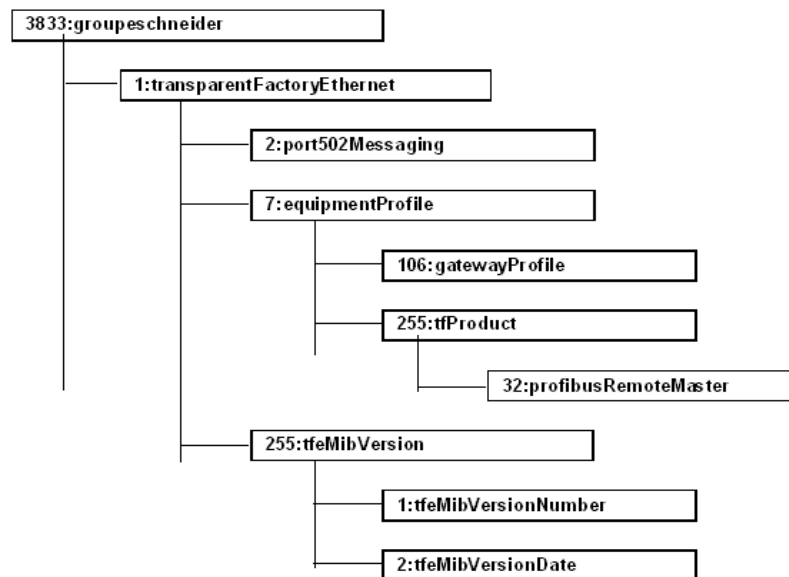 3833:groupeschneider
1:transparentFactoryEthernet
2:port502Messaging
7:equipmentProfile
106:gatewayProfile
255:tfProduct
32:profibusRemoteMaster
255:tfeMibVersion
1:tfeMibVersionNumber
2:tfeMibVersionDate